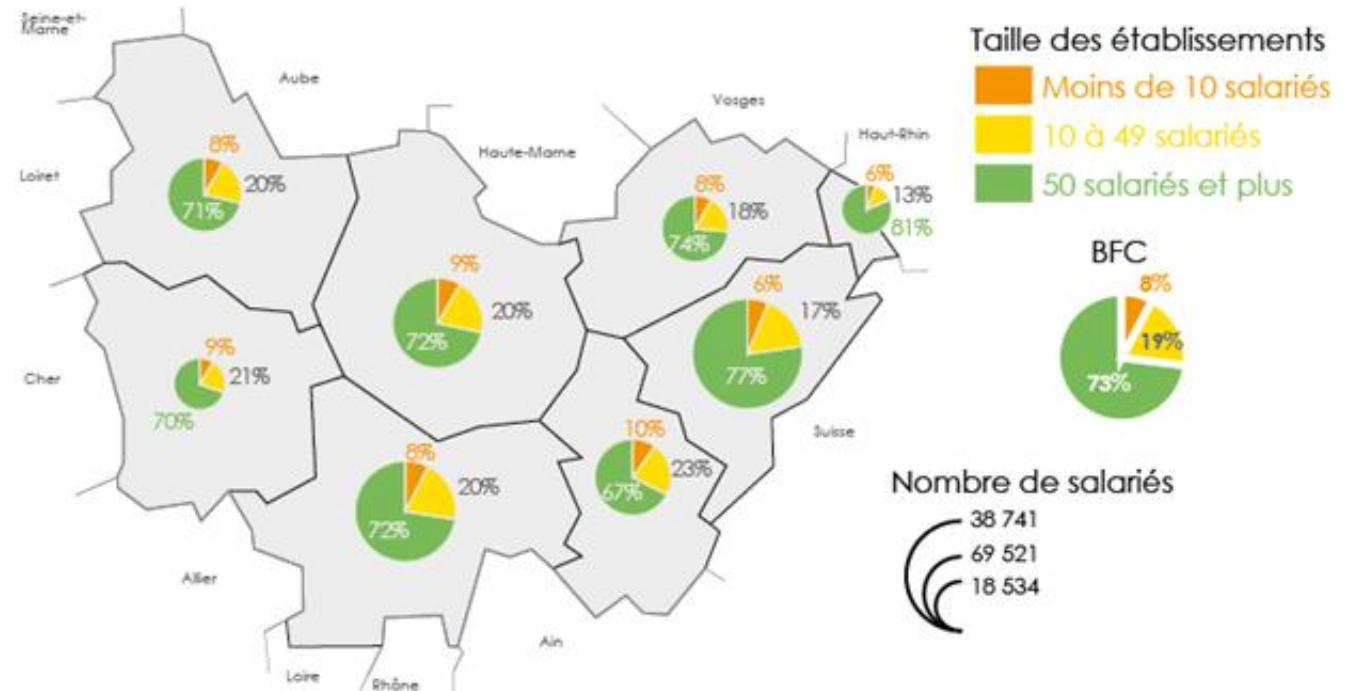 Seine-et-
Marne
Aube
Vosges
Haut-Rhin
Haute-Marne
Loiret
8%
20%
71%
8%
18%
74%
6%
13%
81%
9%
20%
72%
6%
17%
77%
Cher
9%
21%
70%
10%
23%
67%
Suisse
8%
20%
72%
Allier
Ain
Loire
Rhône
Taille des établissements
Moins de 10 salariés
10 à 49 salariés
50 salariés et plus
BFC
8%
19%
73%
Nombre de salariés
38 741
69 521
18 534